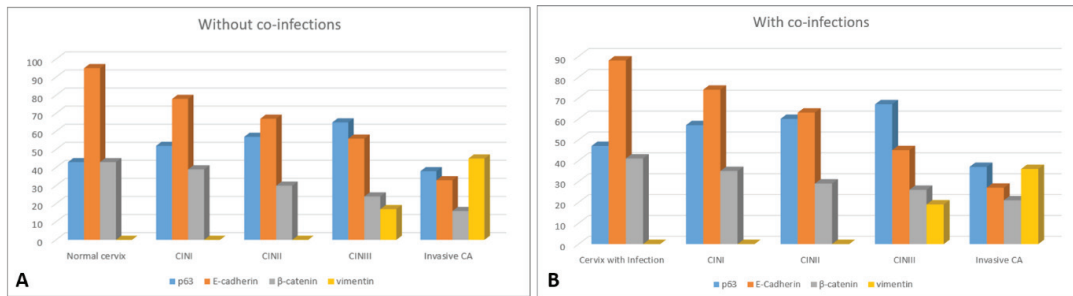 Without co-infections
100
90
80
70
60
50
40
30
20
10
0
Normal cervix CINI CINII CINIII Invasive CA
A
p63 E-cadherin β-catenin vimentin
With co-infections
90
80
70
60
50
40
30
20
10
0
Cervix with Infection CINI CINII CINIII Invasive CA
B
p63 E-Cadherin β-catenin vimentin